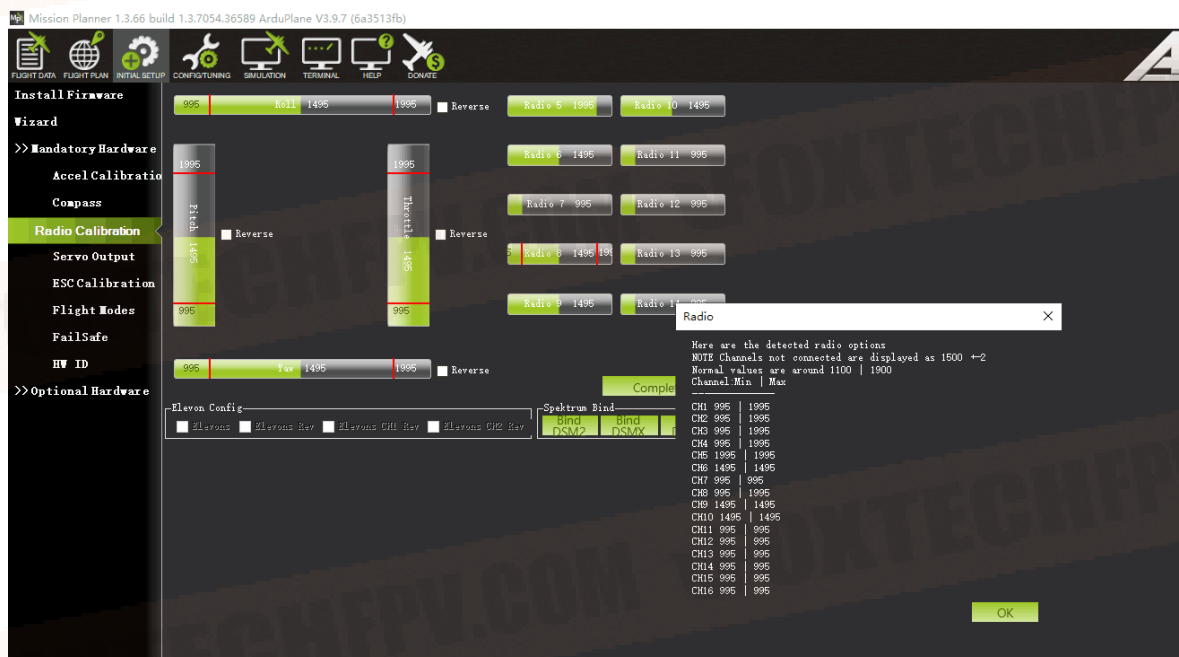 Mission Planner 1.3.66 build 1.3.7054.36589 ArduPlane V3.9.7 (6a3513fb)
FLIGHT DATA FLIGHT PLAN INITIAL SETUP CONFIG/TUNING SIMULATION TERMINAL HELP DONATE
Install Firmware
Wizard
>> Mandatory Hardware
Accel Calibratio
Compass
Radio Calibration
Servo Output
ESC Calibration
Flight Modes
FailSafe
HW ID
>> Optional Hardware
995 Roll 1495 1995 Reverse
1995 Pitch 1495 995 Reverse
1995 Throttle 1495 995 Reverse
995 Yaw 1495 1995 Reverse
Radio 5 1995 Radio 10 1495
Radio 6 1495 Radio 11 995
Radio 7 995 Radio 12 995
Radio 8 1495 Radio 13 995
Radio 9 1495 Radio 14 995
Comple
Elevon Config
Elevons Elevons Rev Elevons CH1 Rev Elevons CH2 Rev
Spektrum Bind
Bind DSM2 Bind DSMX
Radio
Here are the detected radio options
NOTE Channels not connected are displayed as 1500 +-2
Normal values are around 1100 | 1900
Channel:Min | Max
--------------------
CH1 995 | 1995
CH2 995 | 1995
CH3 995 | 1995
CH4 995 | 1995
CH5 1995 | 1995
CH6 1495 | 1495
CH7 995 | 995
CH8 995 | 1995
CH9 1495 | 1495
CH10 1495 | 1495
CH11 995 | 995
CH12 995 | 995
CH13 995 | 995
CH14 995 | 995
CH15 995 | 995
CH16 995 | 995
OK